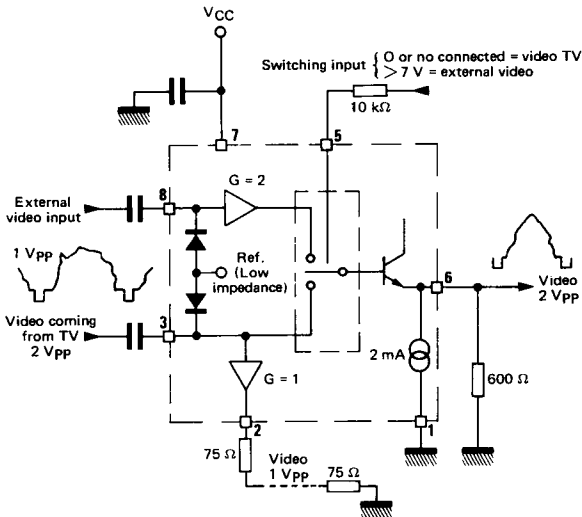 VCC
Switching input { O or no connected = video TV
> 7 V = external video
10 kΩ
7
5
8
G = 2
External
video input
1 VPP
Ref.
(Low
impedance)
6
Video
2 VPP
Video coming
from TV
2 VPP
3
2 mA
600 Ω
G = 1
2
1
75 Ω
Video
1 VPP
75 Ω